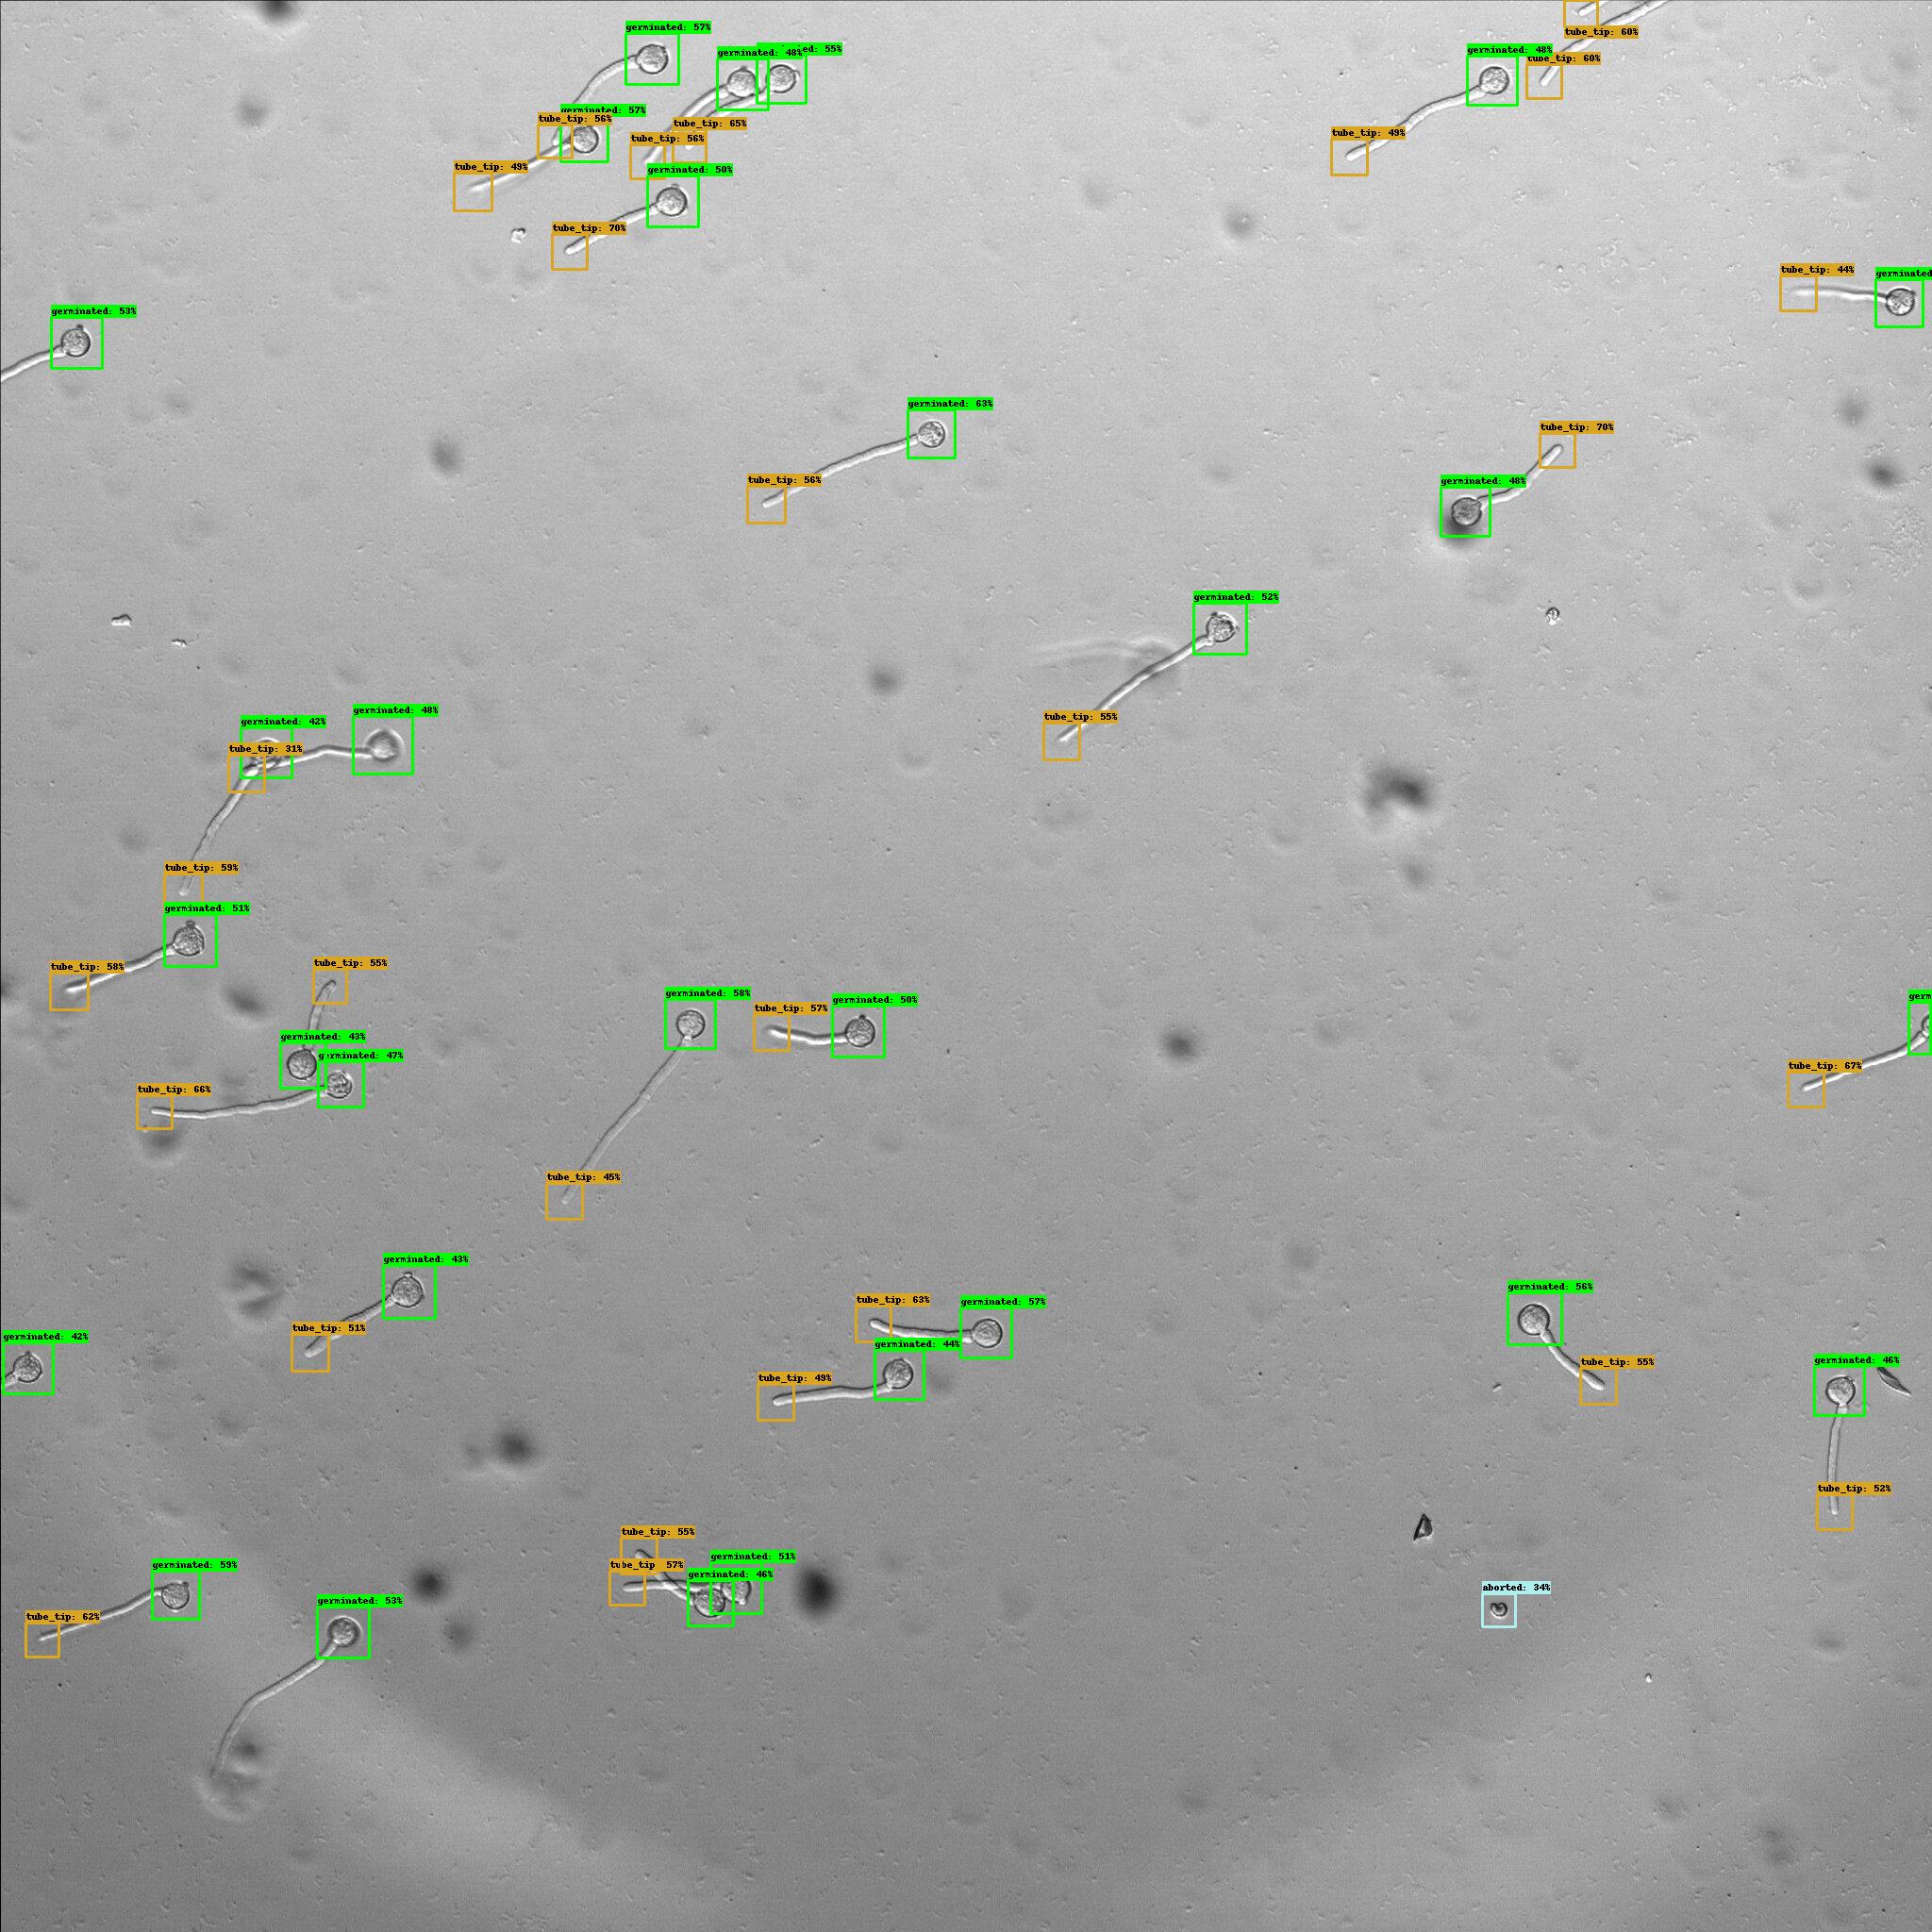 germinated: 57%
germinated: 48%
ed: 55%
tube_tip: 60%
germinated: 48%
tube_tip: 60%
germinated: 57%
tube_tip: 56%
tube_tip: 65%
tube_tip: 56%
tube_tip: 49%
tube_tip: 49%
germinated: 50%
tube_tip: 70%
tube_tip: 44%
germinated
germinated: 53%
germinated: 63%
tube_tip: 70%
tube_tip: 56%
germinated: 48%
germinated: 52%
germinated: 48%
germinated: 42%
tube_tip: 55%
tube_tip: 31%
tube_tip: 59%
germinated: 51%
tube_tip: 58%
tube_tip: 55%
germinated: 58%
germinated: 50%
tube_tip: 57%
germ
germinated: 43%
germinated: 47%
tube_tip: 67%
tube_tip: 66%
tube_tip: 45%
germinated: 43%
germinated: 56%
tube_tip: 63%
germinated: 57%
tube_tip: 51%
germinated: 42%
germinated: 44%
germinated: 46%
tube_tip: 55%
tube_tip: 49%
tube_tip: 52%
tube_tip: 55%
germinated: 51%
germinated: 59%
tube_tip 57%
germinated: 46%
aborted: 34%
germinated: 53%
tube_tip: 62%